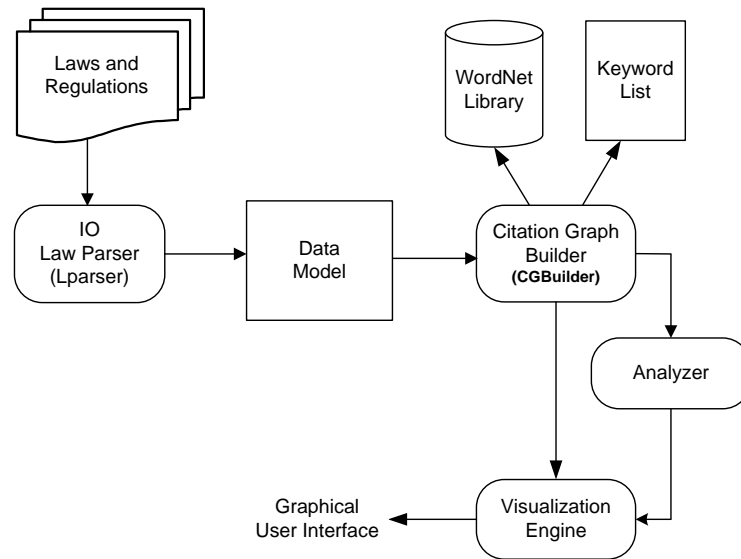 Laws and
Regulations
WordNet
Library
Keyword
List
IO
Law Parser
(Lparser)
Data
Model
Citation Graph
Builder
(CGBuilder)
Analyzer
Graphical
User Interface
Visualization
Engine